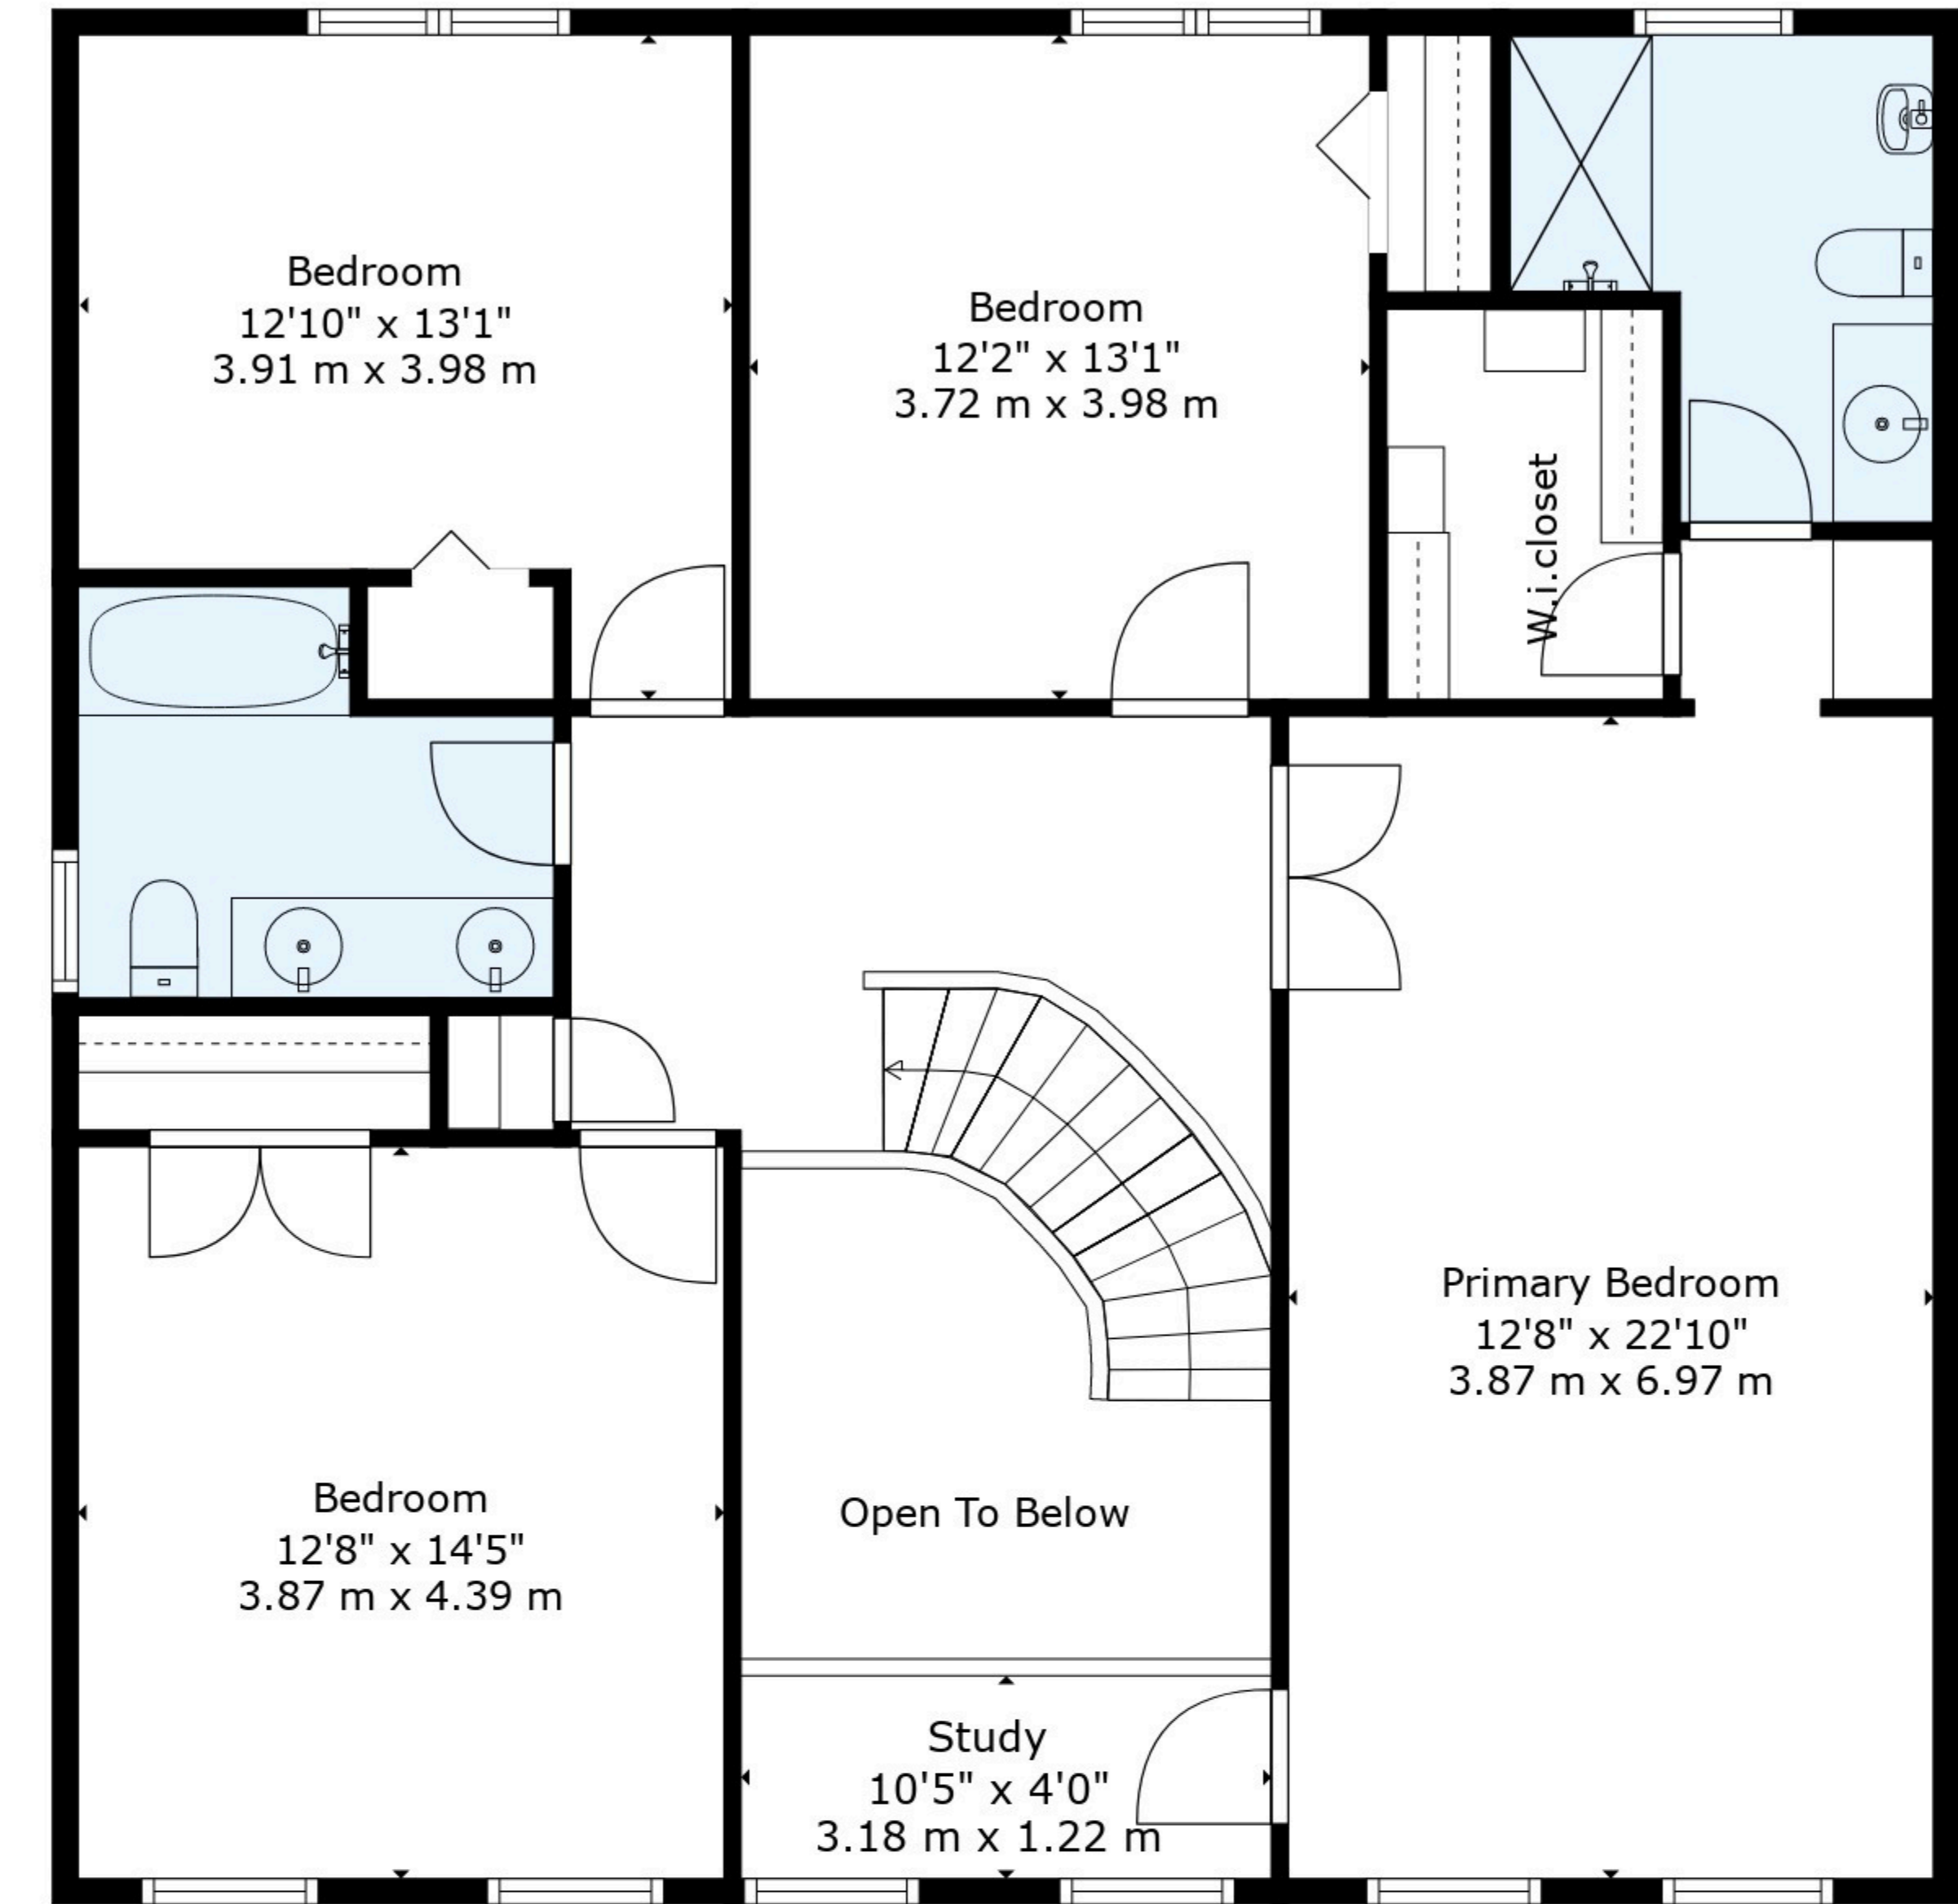 Bedroom
12'10" x 13'1"
3.91 m x 3.98 m
Bedroom
12'2" x 13'1"
3.72 m x 3.98 m
W.i.closet
Primary Bedroom
12'8" x 22'10"
3.87 m x 6.97 m
Bedroom
12'8" x 14'5"
3.87 m x 4.39 m
Open To Below
Study
10'5" x 4'0"
3.18 m x 1.22 m